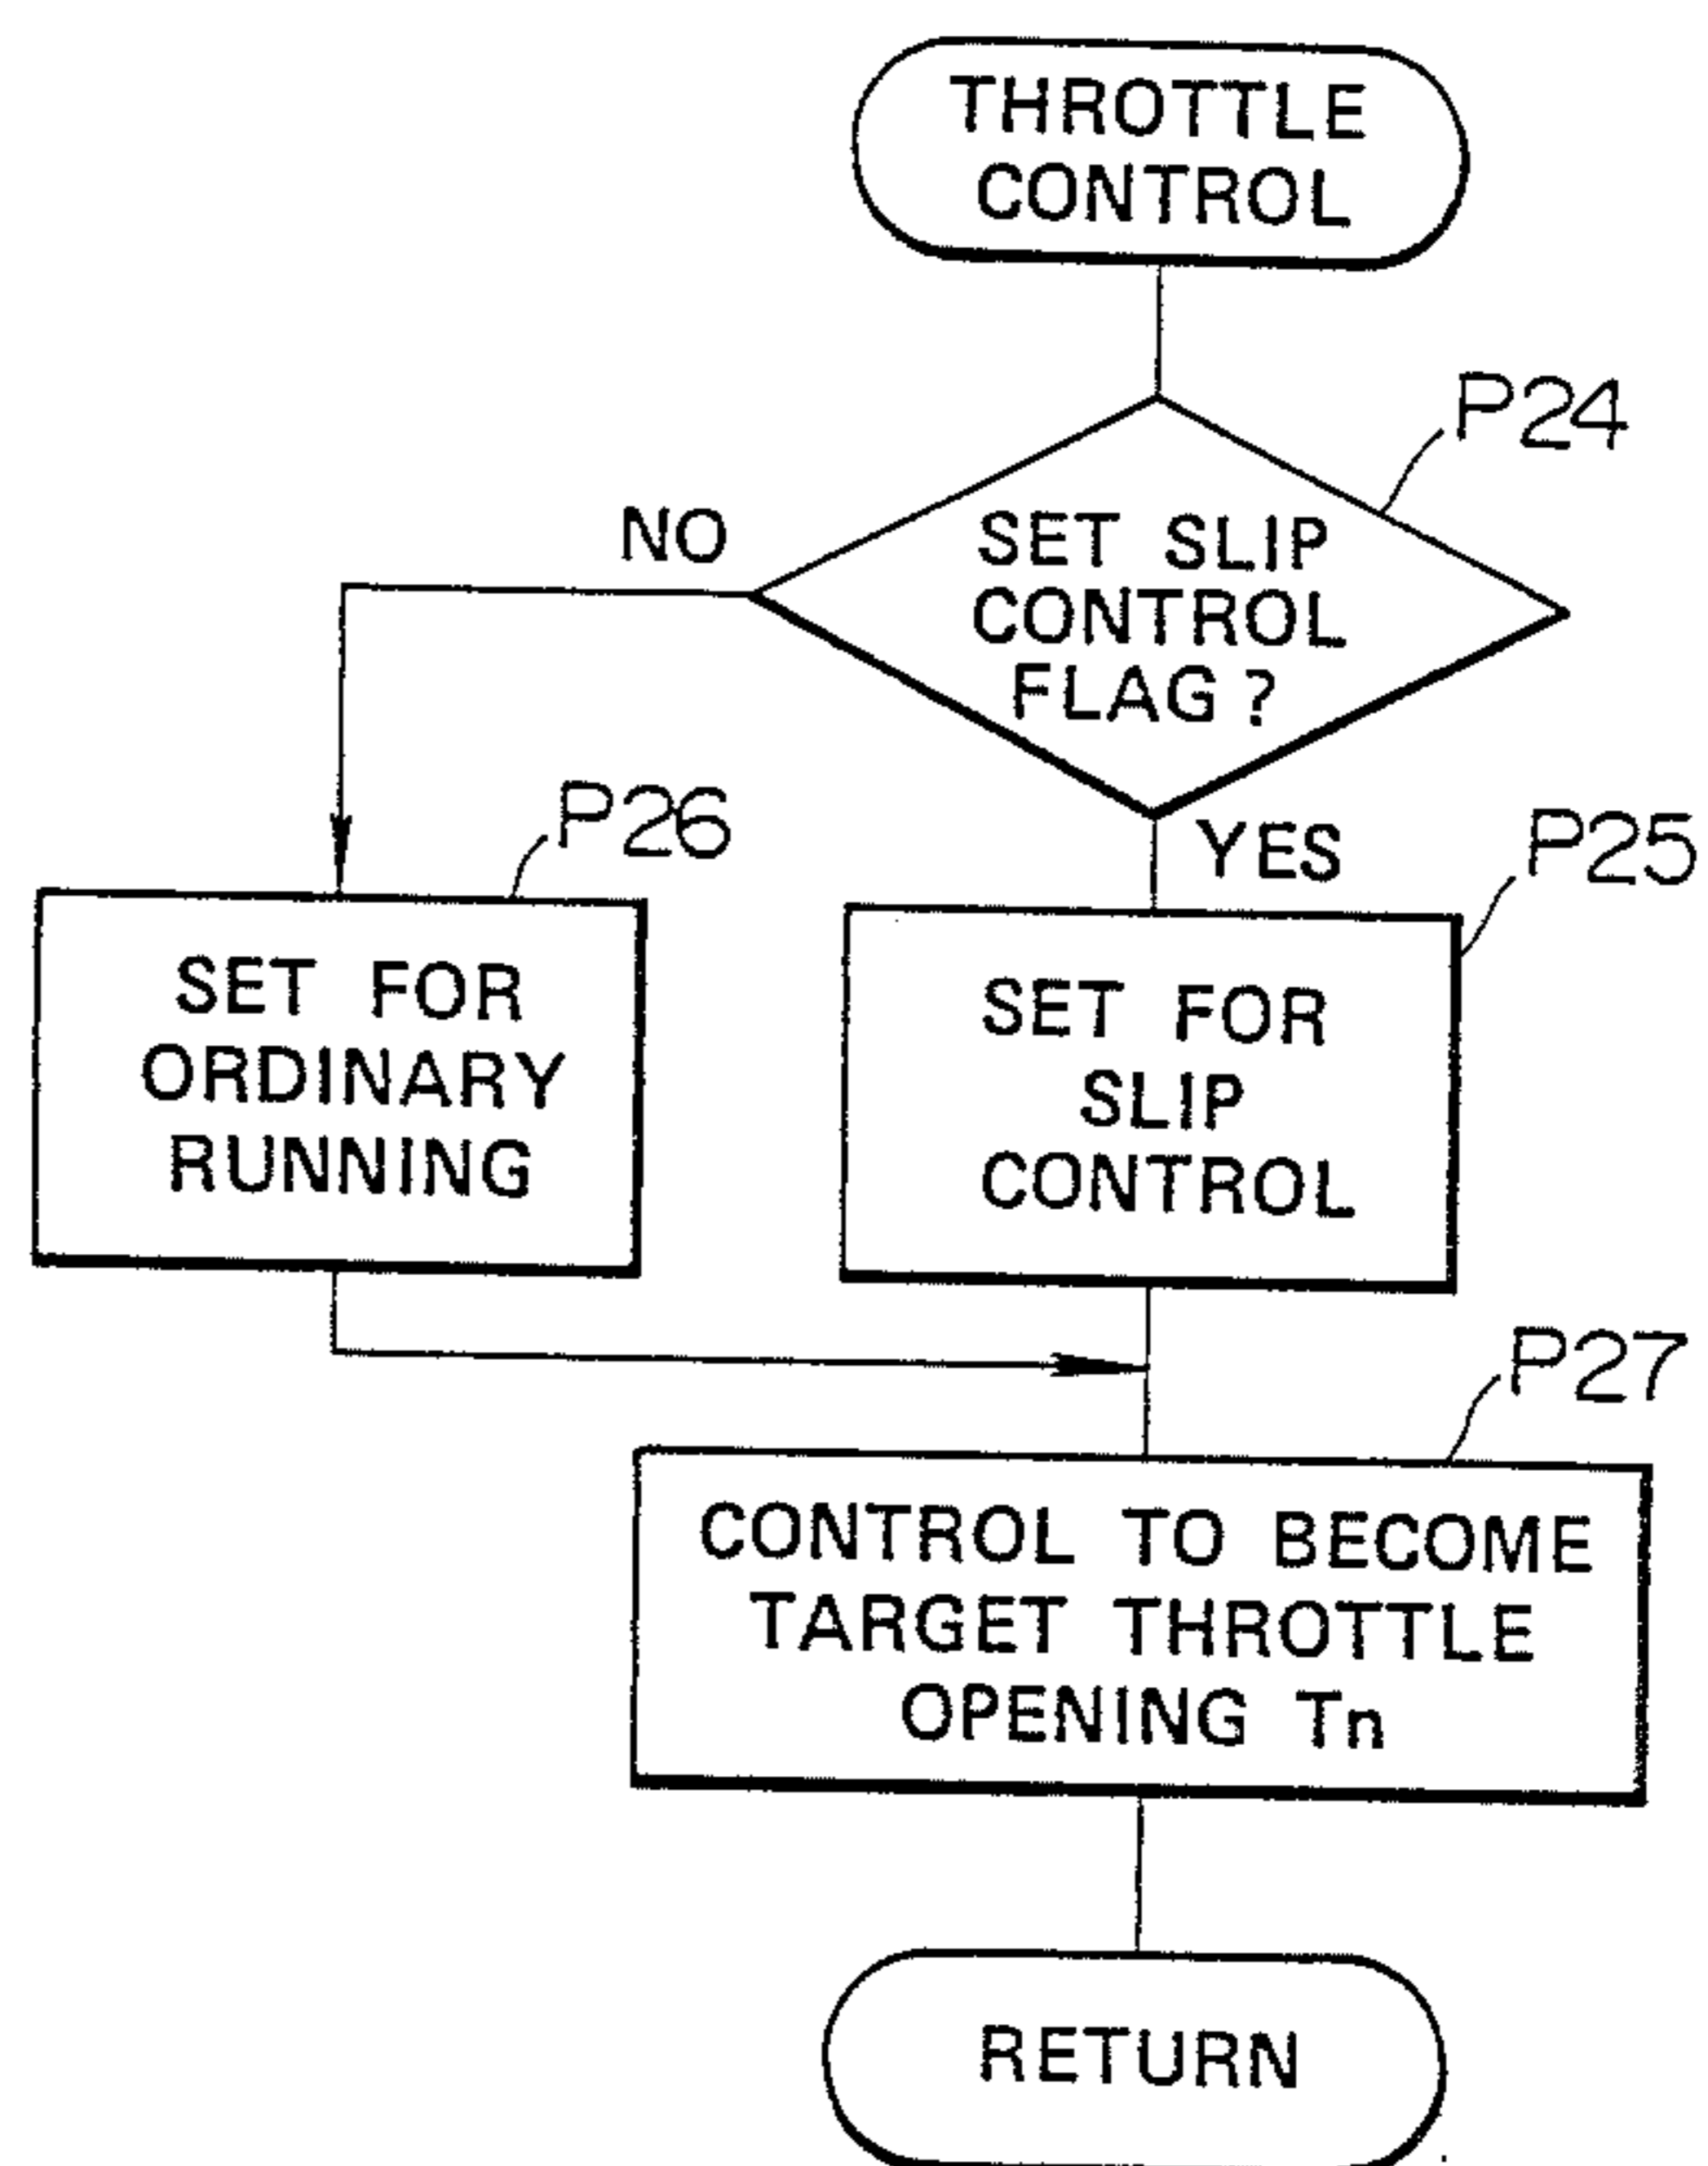 THROTTLE
CONTROL
P24
NO
SET SLIP
CONTROL
FLAG?
P26
YES
P25
SET FOR
ORDINARY
RUNNING
SET FOR
SLIP
CONTROL
P27
CONTROL TO BECOME
TARGET THROTTLE
OPENING Tn
RETURN